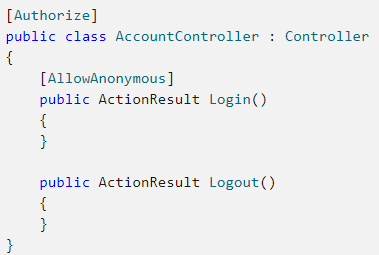 [Authorize]
public class AccountController : Controller
{
    [AllowAnonymous]
    public ActionResult Login()
    {
    }

    public ActionResult Logout()
    {
    }
}